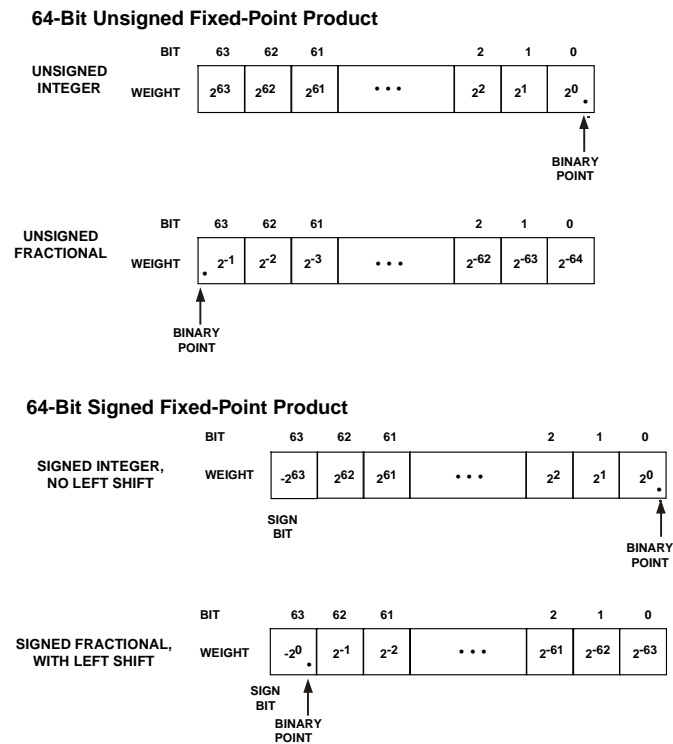 64-Bit Unsigned Fixed-Point Product
BIT 63 62 61 2 1 0
UNSIGNED
INTEGER
WEIGHT 2^63 2^62 2^61 • • • 2^2 2^1 2^0 .
BINARY
POINT
BIT 63 62 61 2 1 0
UNSIGNED
FRACTIONAL
WEIGHT . 2^-1 2^-2 2^-3 • • • 2^-62 2^-63 2^-64
BINARY
POINT
64-Bit Signed Fixed-Point Product
BIT 63 62 61 2 1 0
SIGNED INTEGER,
NO LEFT SHIFT
WEIGHT -2^63 2^62 2^61 • • • 2^2 2^1 2^0 .
SIGN
BIT
BINARY
POINT
BIT 63 62 61 2 1 0
SIGNED FRACTIONAL,
WITH LEFT SHIFT
WEIGHT -2^0 . 2^-1 2^-2 • • • 2^-61 2^-62 2^-63
SIGN
BIT
BINARY
POINT